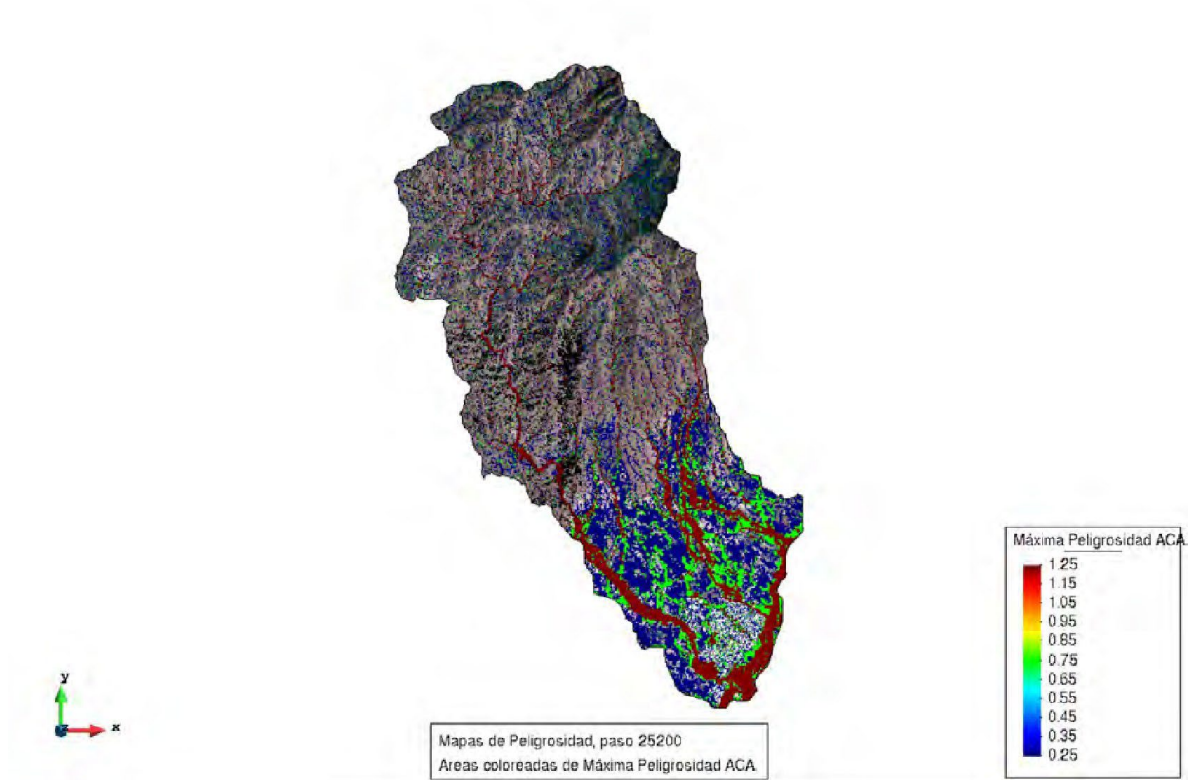 Máxima Peligrosidad ACA.
1.25
1.15
1.05
0.95
0.85
0.75
0.65
0.55
0.45
0.35
0.25
y
x
Mapas de Peligrosidad, paso 25200
Areas coloreadas de Máxima Peligrosidad ACA.